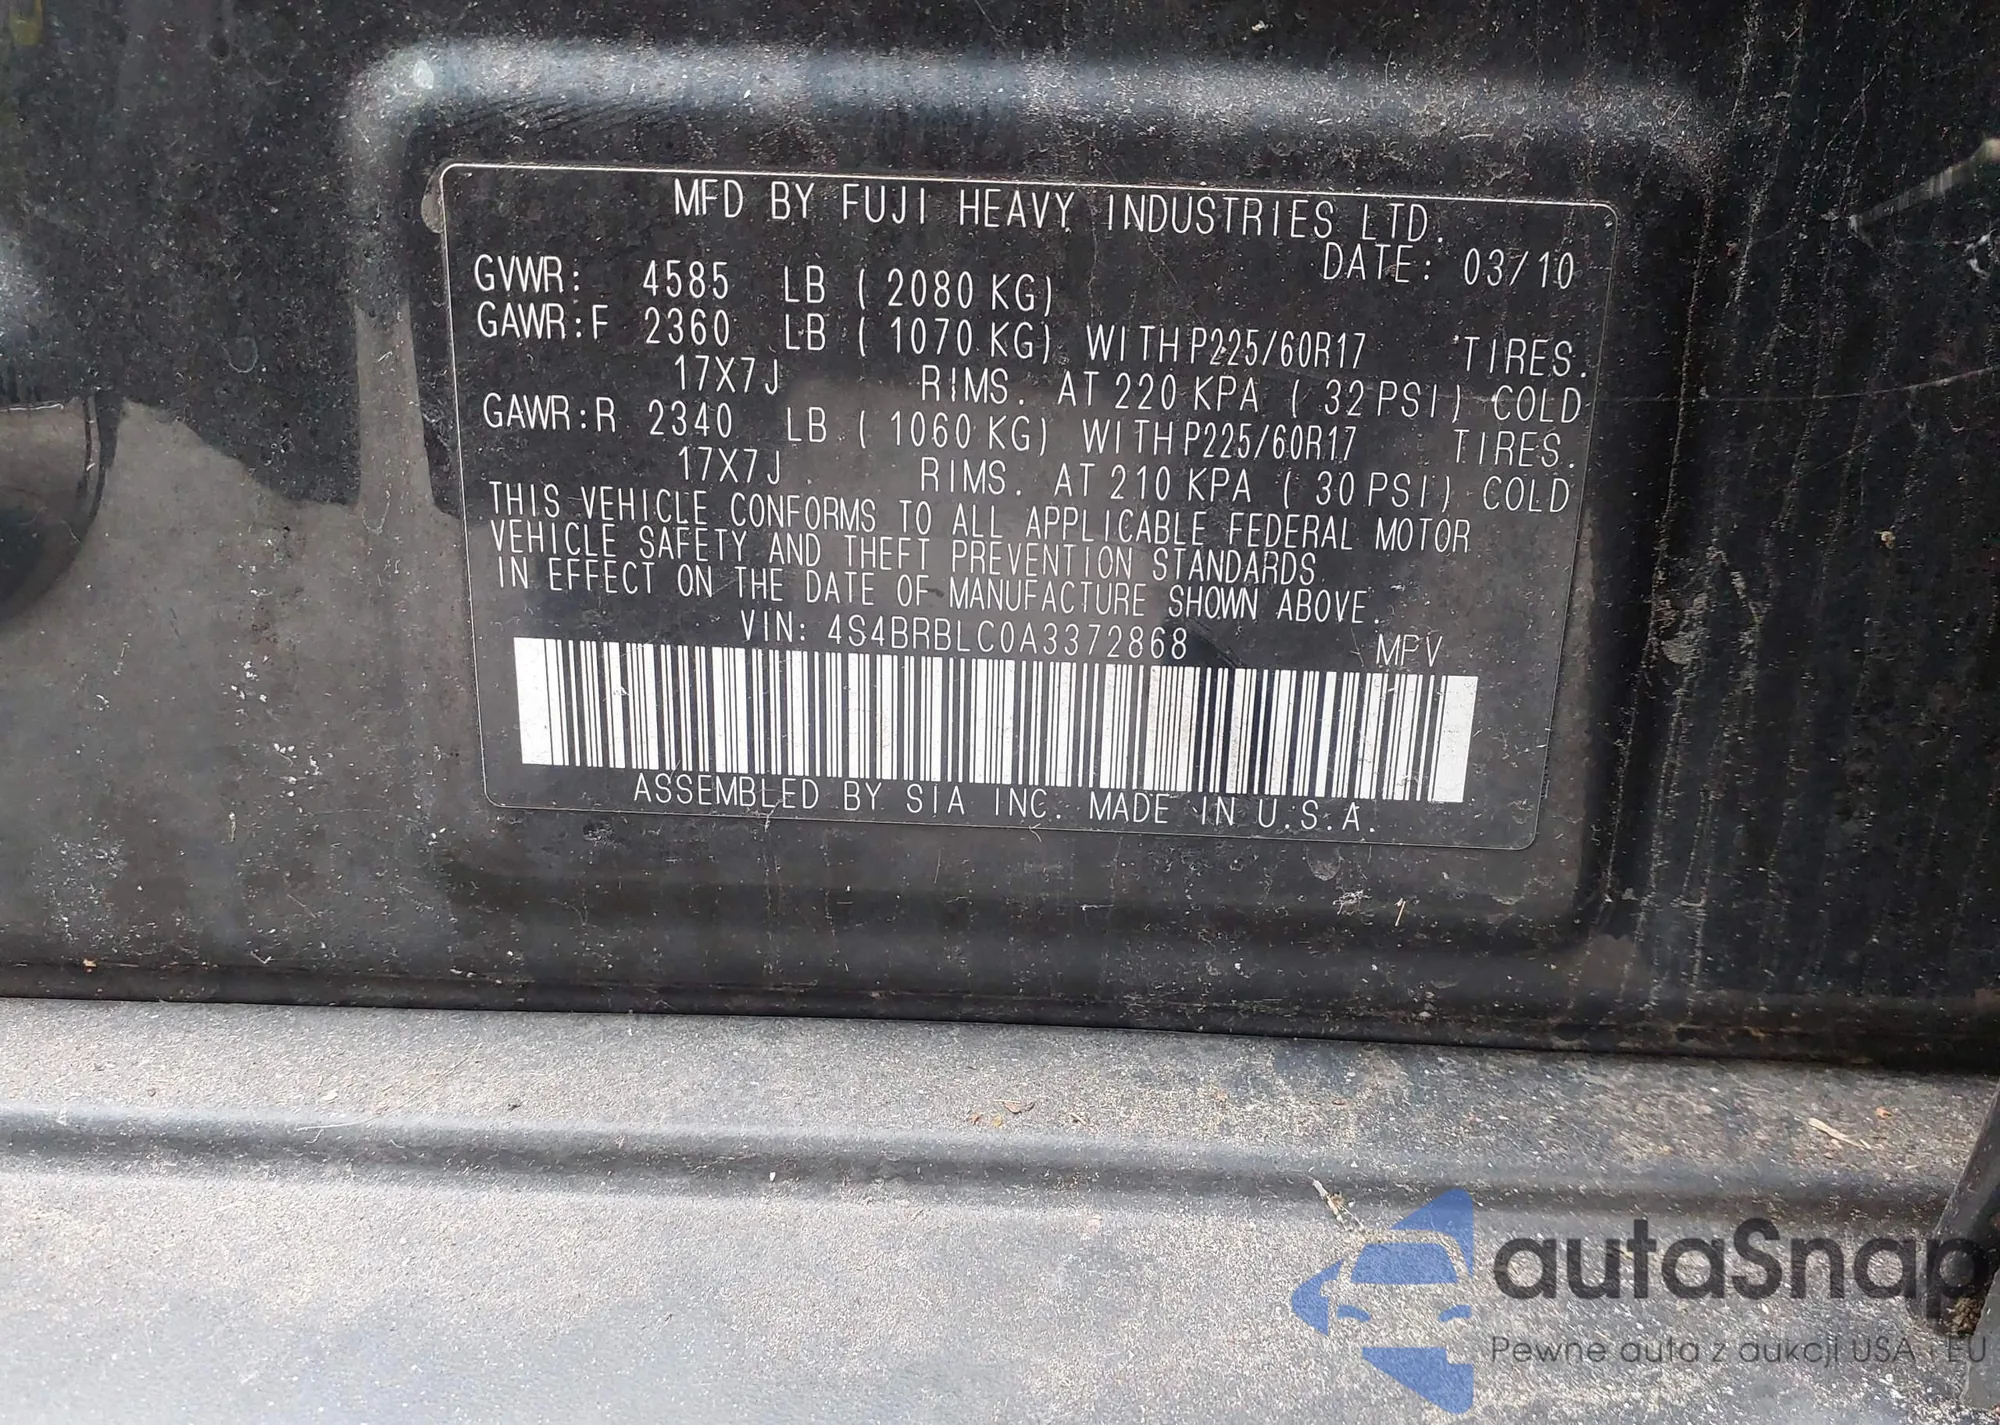 MFD BY FUJI HEAVY INDUSTRIES LTD.
DATE: 03/10
GVWR: 4585 LB ( 2080 KG)
GAWR:F 2360 LB ( 1070 KG) WITH P225/60R17 TIRES.
17X7J RIMS. AT 220 KPA ( 32 PSI) COLD
GAWR:R 2340 LB ( 1060 KG) WITH P225/60R17 TIRES.
17X7J RIMS. AT 210 KPA ( 30 PSI) COLD
THIS VEHICLE CONFORMS TO ALL APPLICABLE FEDERAL MOTOR
VEHICLE SAFETY AND THEFT PREVENTION STANDARDS
IN EFFECT ON THE DATE OF MANUFACTURE SHOWN ABOVE.
VIN: 4S4BRBLC0A3372868 MPV
ASSEMBLED BY SIA INC. MADE IN U.S.A.
autaSnap
Pewne auta z aukcji USA i EU